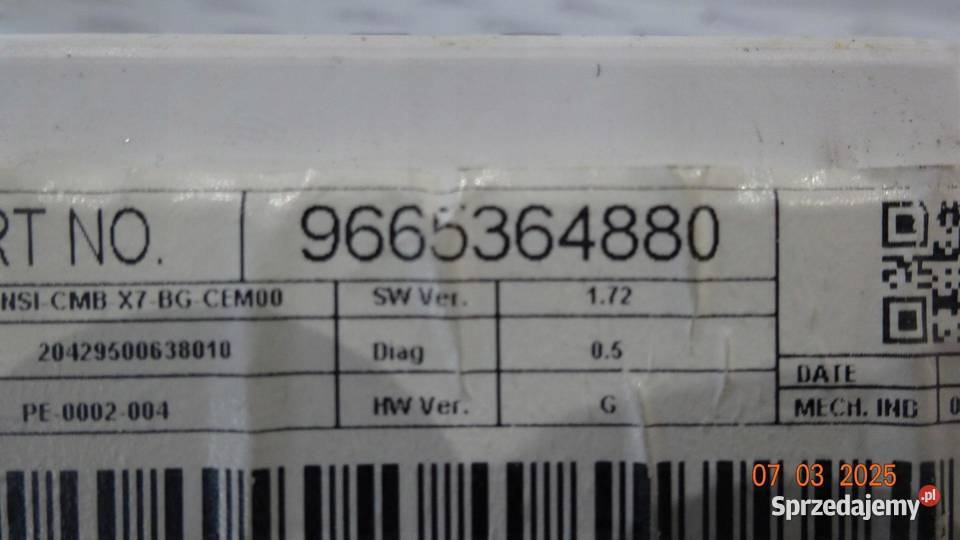 RT NO. 9665364880
NSI-CMB-X7-BG-CEM00 SW Ver. 1.72
20429500638010 Diag 0.5
DATE
PE-0002-004 HW Ver. G MECH. IND 0
07 03 2025
Sprzedajemy.pl